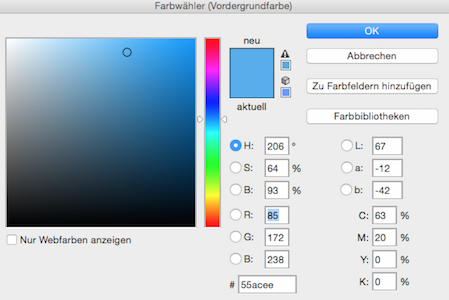 Farbwähler (Vordergrundfarbe)
neu
aktuell
OK
Abbrechen
Zu Farbfeldern hinzufügen
Farbbibliotheken
H: 206 °
S: 64 %
B: 93 %
R: 85
G: 172
B: 238
# 55acee
L: 67
a: -12
b: -42
C: 63 %
M: 20 %
Y: 0 %
K: 0 %
Nur Webfarben anzeigen